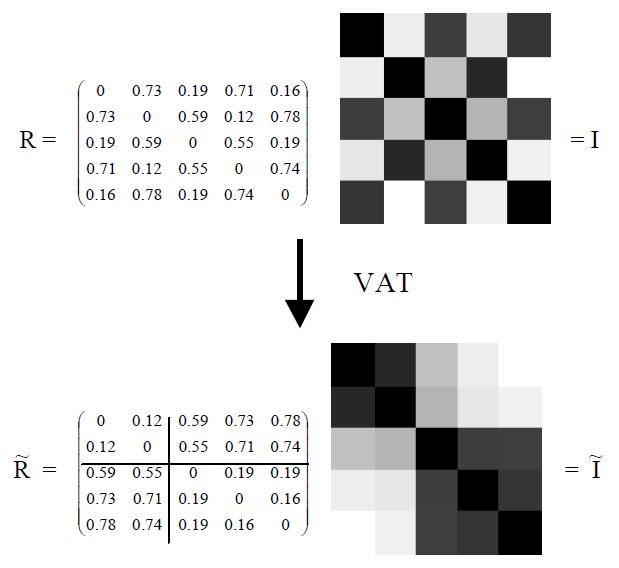 0 0.73 0.19 0.71 0.16
0.73 0 0.59 0.12 0.78
R = 0.19 0.59 0 0.55 0.19 = I
0.71 0.12 0.55 0 0.74
0.16 0.78 0.19 0.74 0
VAT
0 0.12 0.59 0.73 0.78
0.12 0 0.55 0.71 0.74
R̃ = 0.59 0.55 0 0.19 0.19 = Ĩ
0.73 0.71 0.19 0 0.16
0.78 0.74 0.19 0.16 0